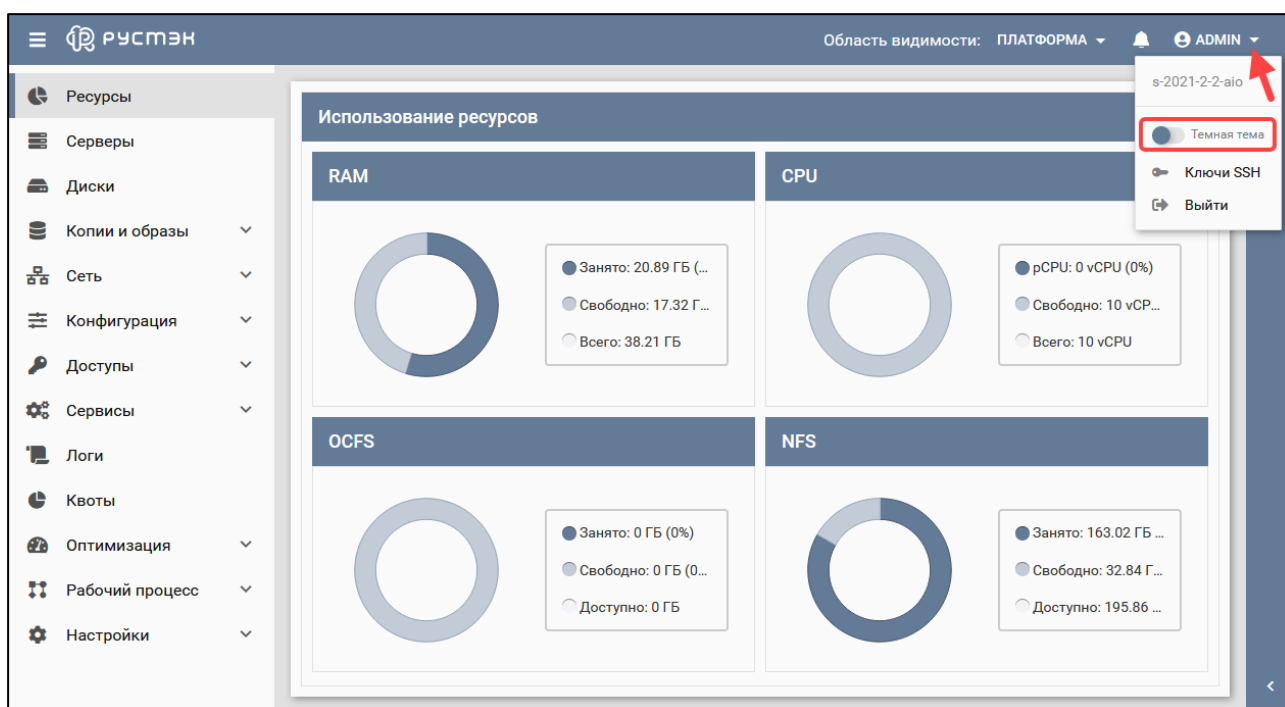 РУСТЭК
Область видимости: ПЛАТФОРМА
ADMIN
s-2021-2-2-aio
Темная тема
Ключи SSH
Выйти
Ресурсы
Серверы
Диски
Копии и образы
Сеть
Конфигурация
Доступы
Сервисы
Логи
Квоты
Оптимизация
Рабочий процесс
Настройки
Использование ресурсов
RAM
Занято: 20.89 ГБ (...
Свободно: 17.32 Г...
Всего: 38.21 ГБ
CPU
pCPU: 0 vCPU (0%)
Свободно: 10 vCP...
Всего: 10 vCPU
OCFS
Занято: 0 ГБ (0%)
Свободно: 0 ГБ (0...
Доступно: 0 ГБ
NFS
Занято: 163.02 ГБ ...
Свободно: 32.84 Г...
Доступно: 195.86 ...